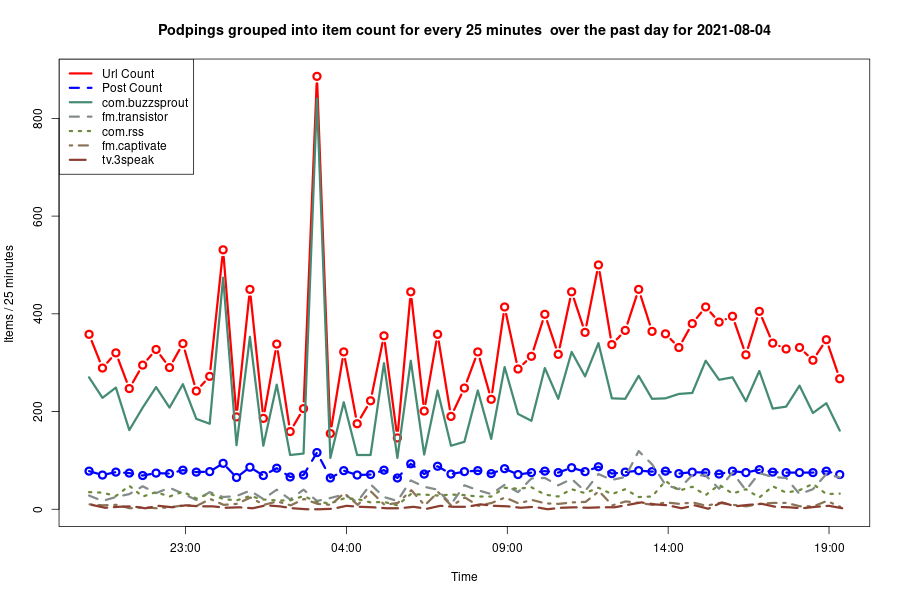 Podpings grouped into item count for every 25 minutes  over the past day for 2021-08-04
Url Count
Post Count
com.buzzsprout
fm.transistor
com.rss
fm.captivate
tv.3speak
Items / 25 minutes
800
600
400
200
0
23:00
04:00
09:00
14:00
19:00
Time